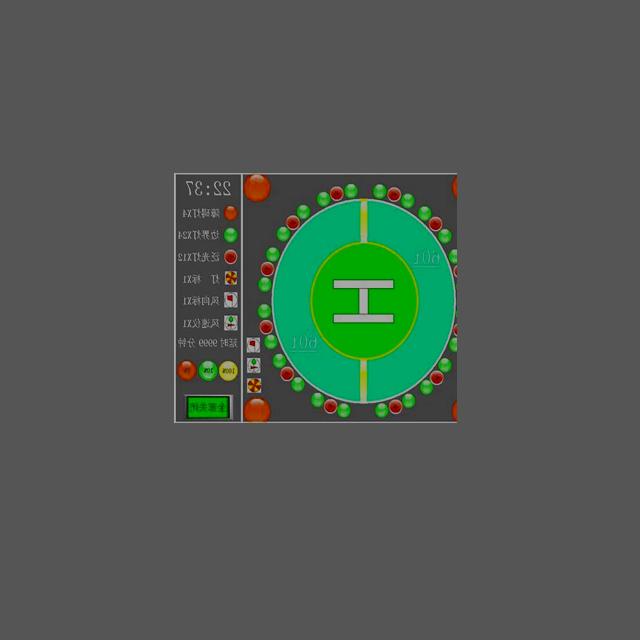 22:37
障碍灯X4
边界灯X24
泛光灯X12
灯 标X1
风向标X1
风速仪X1
延时 9999 分钟
100% 20% 5%
全部关闭
10t
10t
H